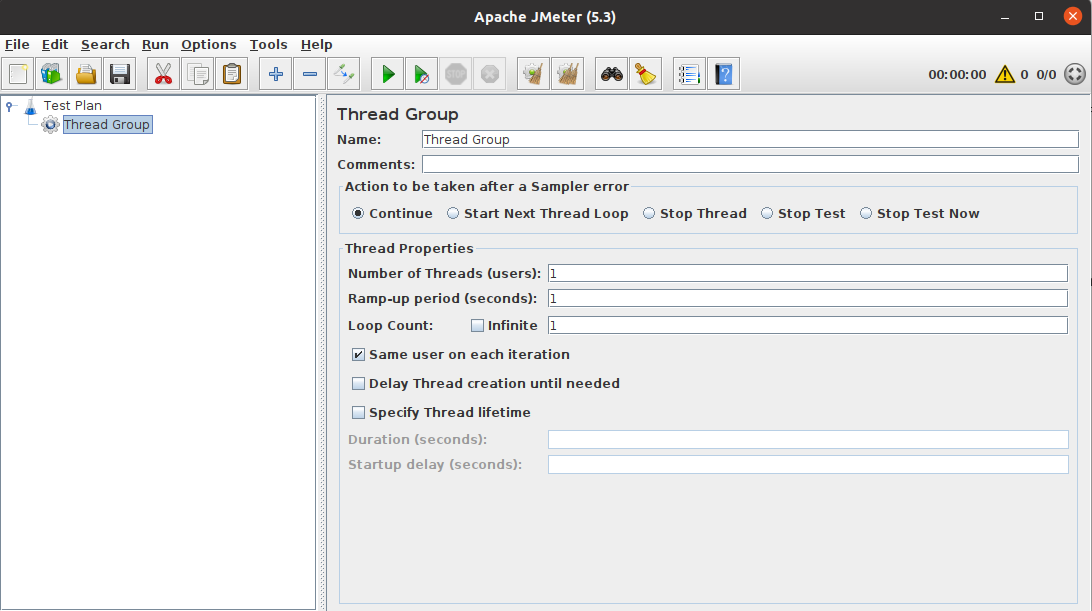 Apache JMeter (5.3)
File Edit Search Run Options Tools Help
STOP 00:00:00 0 0/0
Test Plan
Thread Group
Thread Group
Name: Thread Group
Comments:
Action to be taken after a Sampler error
Continue Start Next Thread Loop Stop Thread Stop Test Stop Test Now
Thread Properties
Number of Threads (users): 1
Ramp-up period (seconds): 1
Loop Count: Infinite 1
Same user on each iteration
Delay Thread creation until needed
Specify Thread lifetime
Duration (seconds):
Startup delay (seconds):